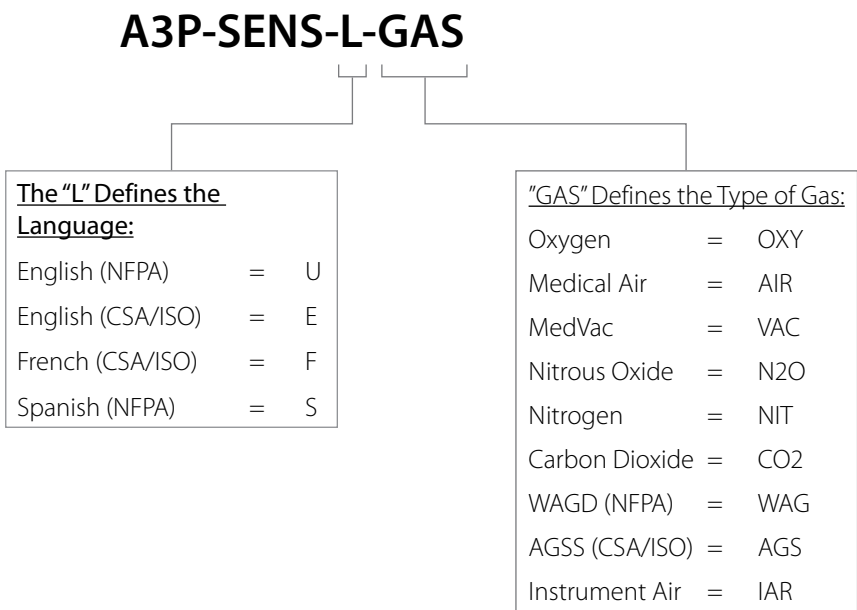 A3P-SENS-L-GAS
The “L” Defines the
Language:
English (NFPA) = U
English (CSA/ISO) = E
French (CSA/ISO) = F
Spanish (NFPA) = S
"GAS” Defines the Type of Gas:
Oxygen = OXY
Medical Air = AIR
MedVac = VAC
Nitrous Oxide = N2O
Nitrogen = NIT
Carbon Dioxide = CO2
WAGD (NFPA) = WAG
AGSS (CSA/ISO) = AGS
Instrument Air = IAR